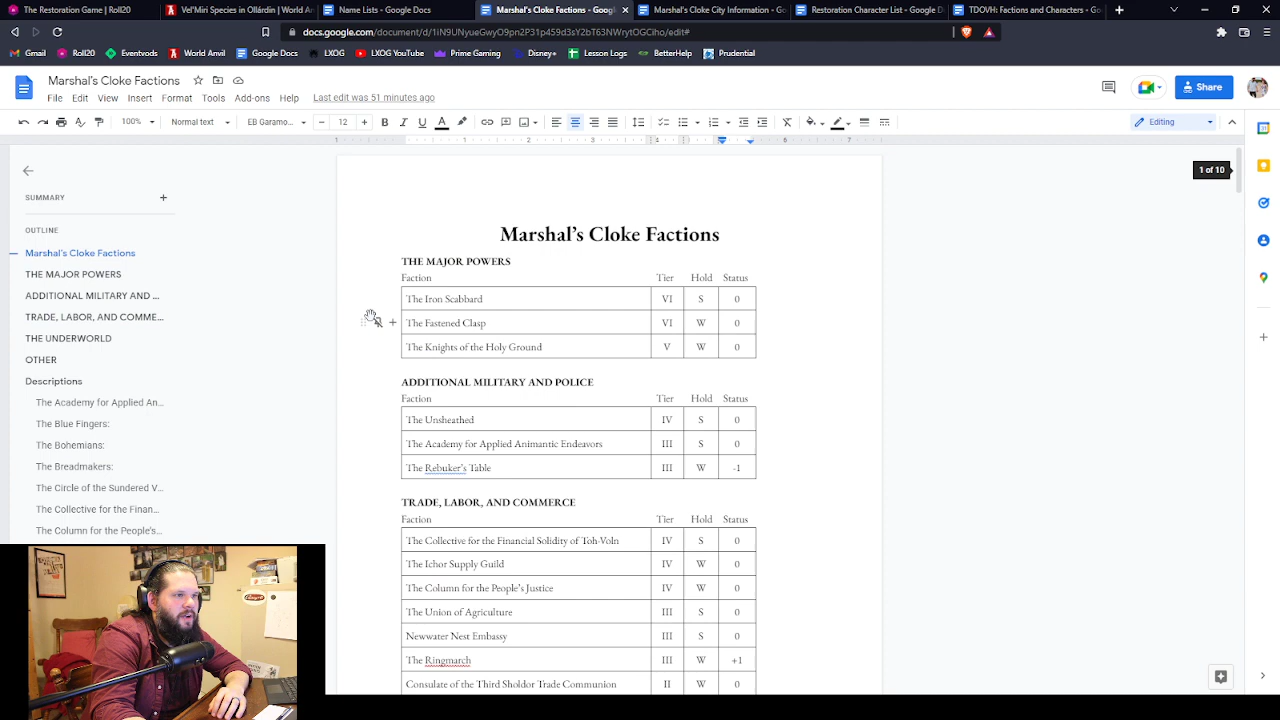 The Restoration Game | Roll20
Vel'Miri Species in Ollárdin | World An
Name Lists - Google Docs
Marshal's Cloke Factions - Goog
Marshal's Cloke City Information - Go
Restoration Character List - Google D
TDOVH: Factions and Characters - Go
docs.google.com/document/d/1iN9UNyueGwyO9pn2P31p459d3sY2bT63NWrytOGCiho/edit#
Gmail
Roll20
Eventrods
World Anvil
Google Docs
LXOG
LXOG YouTube
Prime Gaming
Disney+
Lesson Logs
BetterHelp
Prudential
Marshal's Cloke Factions
File Edit View Insert Format Tools Add-ons Help Last edit was 51 minutes ago
Share
100% Normal text EB Garamo... 12 Editing
1 of 10
SUMMARY
OUTLINE
Marshal's Cloke Factions
THE MAJOR POWERS
ADDITIONAL MILITARY AND ...
TRADE, LABOR, AND COMME...
THE UNDERWORLD
OTHER
Descriptions
The Academy for Applied An...
The Blue Fingers:
The Bohemians:
The Breadmakers:
The Circle of the Sundered V...
The Collective for the Finan...
The Column for the People's...
Marshal's Cloke Factions
THE MAJOR POWERS
Faction Tier Hold Status
The Iron Scabbard VI S 0
The Fastened Clasp VI W 0
The Knights of the Holy Ground V W 0
ADDITIONAL MILITARY AND POLICE
Faction Tier Hold Status
The Unsheathed IV S 0
The Academy for Applied Animantic Endeavors III S 0
The Rebuker's Table III W -1
TRADE, LABOR, AND COMMERCE
Faction Tier Hold Status
The Collective for the Financial Solidity of Toh-Voln IV S 0
The Ichor Supply Guild IV W 0
The Column for the People's Justice IV W 0
The Union of Agriculture III S 0
Newwater Nest Embassy III S 0
The Ringmarch III W +1
Consulate of the Third Sholdor Trade Communion II W 0